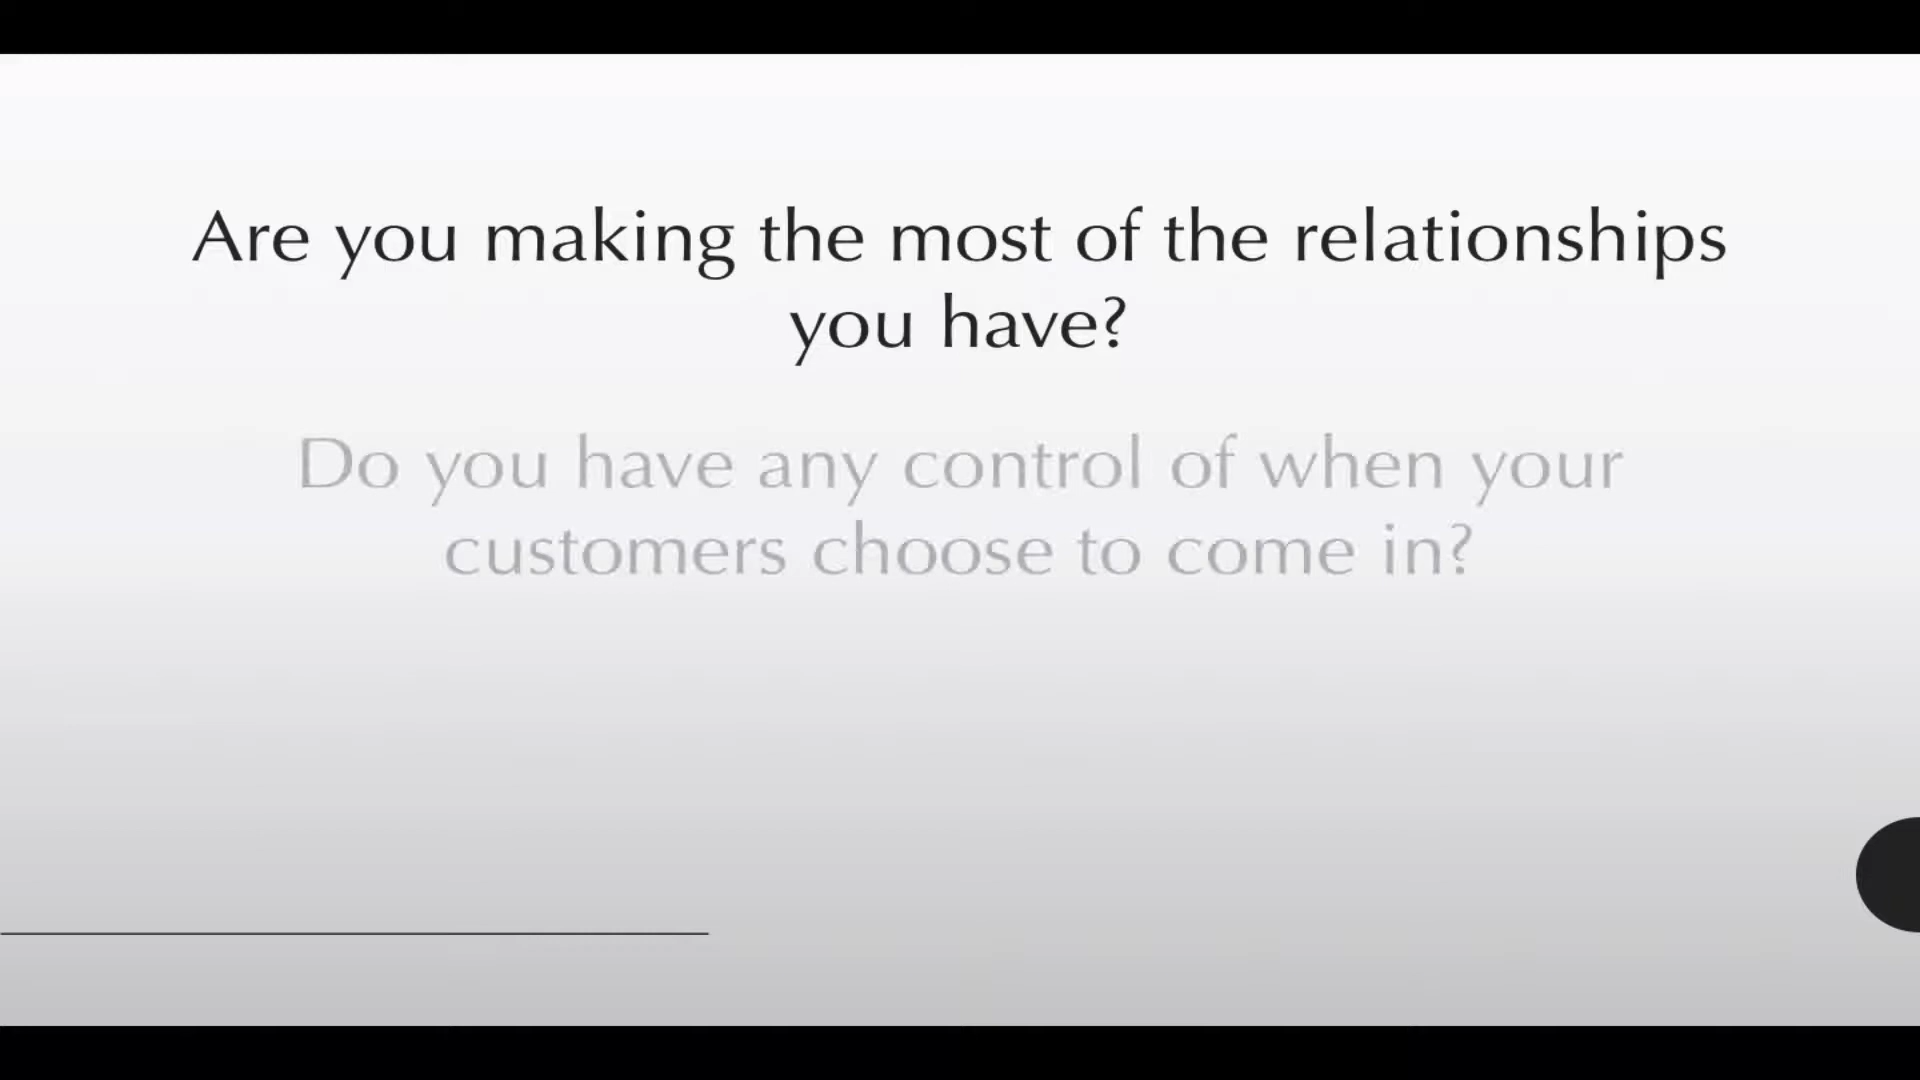 Are you making the most of the relationships
you have?
Do you have any control of when your
customers choose to come in?